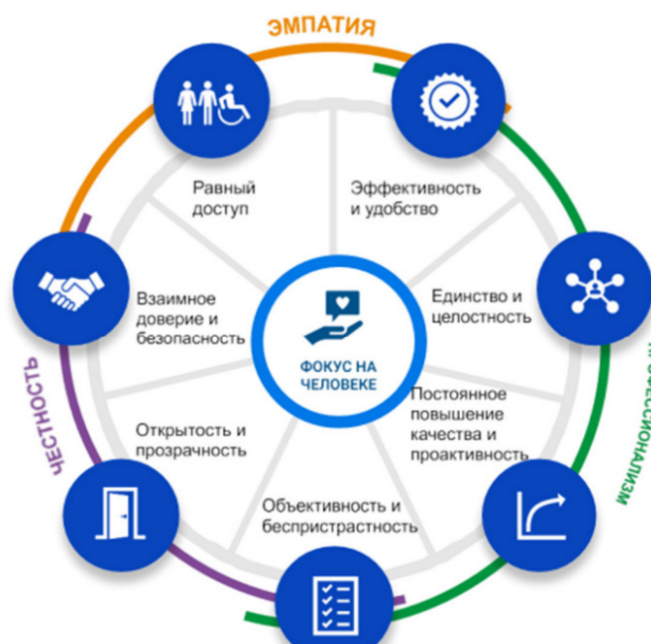 ЭМПАТИЯ
Равный
доступ
Эффективность
и удобство
Взаимное
доверие и
безопасность
Единство и
целостность
ФОКУС НА
ЧЕЛОВЕКЕ
ЧЕСТНОСТЬ
Открытость и
прозрачность
Постоянное
повышение
качества и
проактивность
Объективность и
беспристрастность